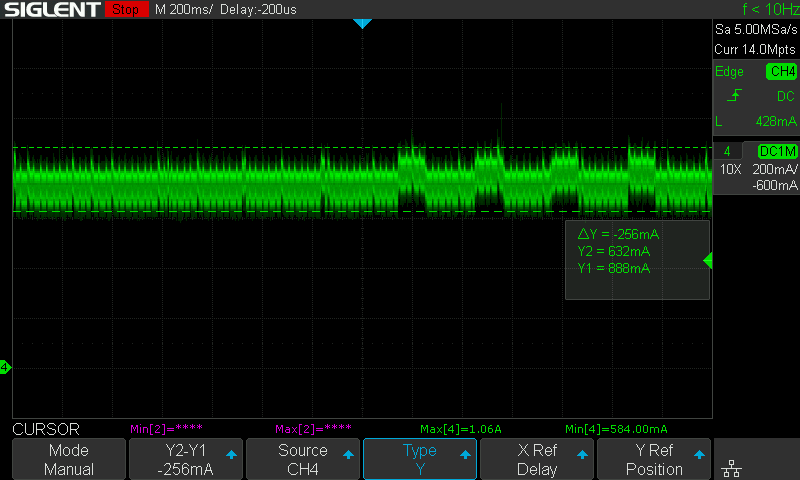 SIGLENT Stop M 200ms/ Delay:-200us f < 10Hz
Sa 5.00MSa/s
Curr 14.0Mpts
Edge CH4
DC
L 428mA
4 DC1M
10X 200mA/
-600mA
△Y = -256mA
Y2 = 632mA
Y1 = 888mA
4
CURSOR Min[2]=**** Max[2]=**** Max[4]=1.06A Min[4]=584.00mA
Mode Y2-Y1 Source Type X Ref Y Ref
Manual -256mA CH4 Y Delay Position